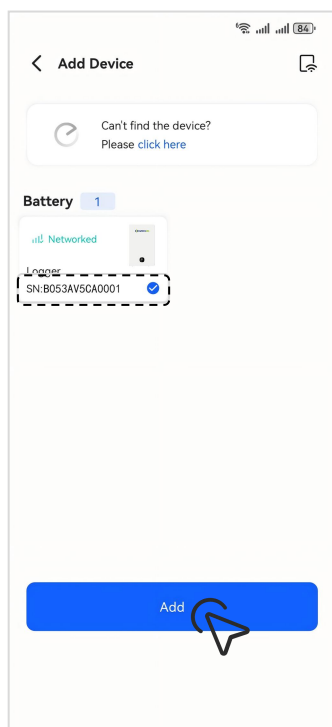 84
Add Device
Can't find the device?
Please click here
Battery 1
Networked
Logger
SN:B053AV5CA0001
Add